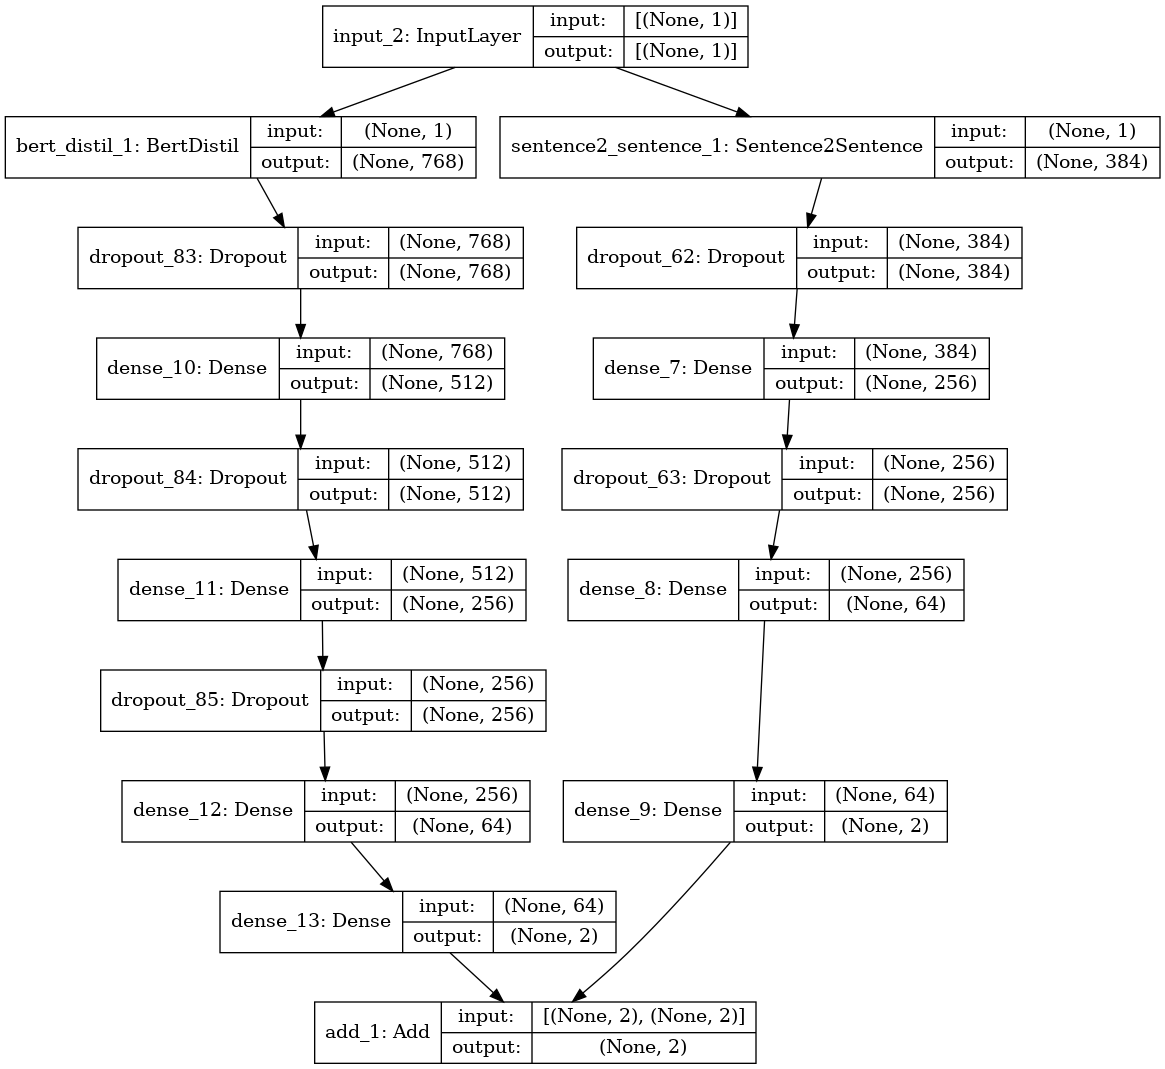 input_2: InputLayer
input: [(None, 1)]
output: [(None, 1)]
bert_distil_1: BertDistil
input: (None, 1)
output: (None, 768)
sentence2_sentence_1: Sentence2Sentence
input: (None, 1)
output: (None, 384)
dropout_83: Dropout
input: (None, 768)
output: (None, 768)
dropout_62: Dropout
input: (None, 384)
output: (None, 384)
dense_10: Dense
input: (None, 768)
output: (None, 512)
dense_7: Dense
input: (None, 384)
output: (None, 256)
dropout_84: Dropout
input: (None, 512)
output: (None, 512)
dropout_63: Dropout
input: (None, 256)
output: (None, 256)
dense_11: Dense
input: (None, 512)
output: (None, 256)
dense_8: Dense
input: (None, 256)
output: (None, 64)
dropout_85: Dropout
input: (None, 256)
output: (None, 256)
dense_12: Dense
input: (None, 256)
output: (None, 64)
dense_9: Dense
input: (None, 64)
output: (None, 2)
dense_13: Dense
input: (None, 64)
output: (None, 2)
add_1: Add
input: [(None, 2), (None, 2)]
output: (None, 2)